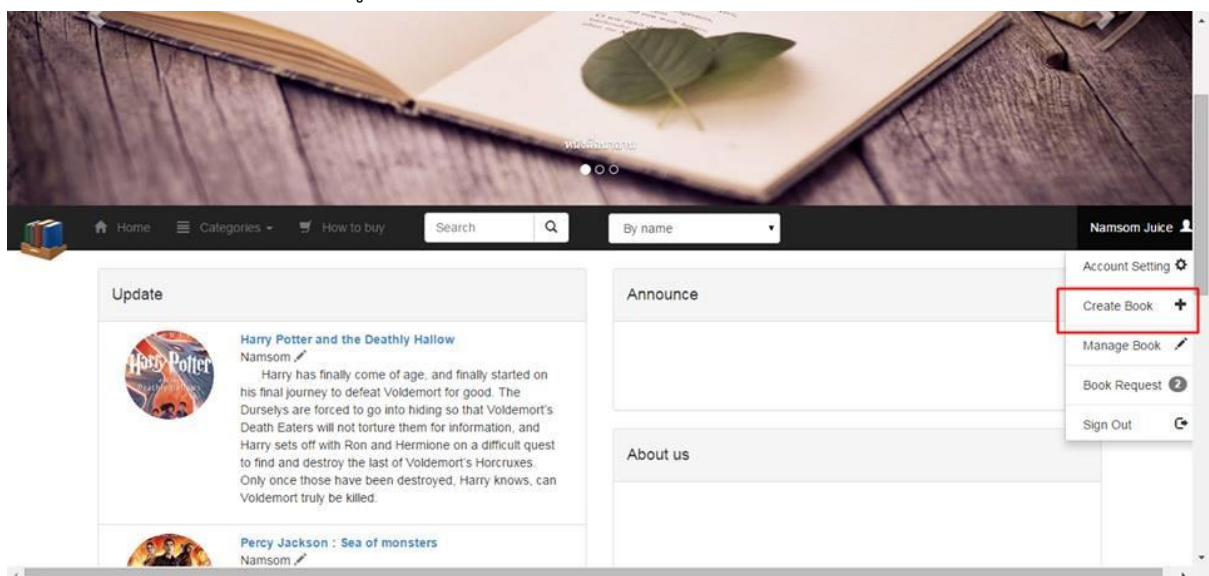 Home
Categories
How to buy
Search
By name
Namsom Juice
Account Setting
Create Book
Manage Book
Book Request 2
Sign Out
Update
Harry Potter and the Deathly Hallow
Namsom
Harry has finally come of age, and finally started on
his final journey to defeat Voldemort for good. The
Durselys are forced to go into hiding so that Voldemort's
Death Eaters will not torture them for information, and
Harry sets off with Ron and Hermione on a difficult quest
to find and destroy the last of Voldemort's Horcruxes.
Only once those have been destroyed, Harry knows, can
Voldemort truly be killed.
Harry Potter
Percy Jackson : Sea of monsters
Namsom
Announce
About us